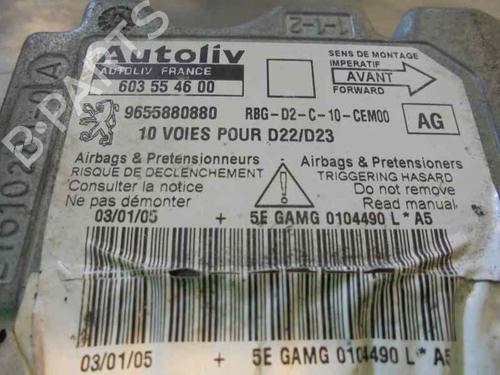 1-1-2
Autoliv
AUTOLIV FRANCE
603 55 46 00
SENS DE MONTAGE
IMPERATIF
AVANT
FORWARD
9655880880 RBG-D2-C-10-CEM00
AG
10 VOIES POUR D22/D23
Airbags & Pretensionneurs
RISQUE DE DECLENCHEMENT
Consulter la notice
Ne pas démonter
Airbags & Pretensioners
TRIGGERING HASARD
Do not remove
Read manual
03/01/05 + 5E GAMG 0104490 L * A5
03/01/05 + 5E GAMG 0104490 L * A5
B-PARTS